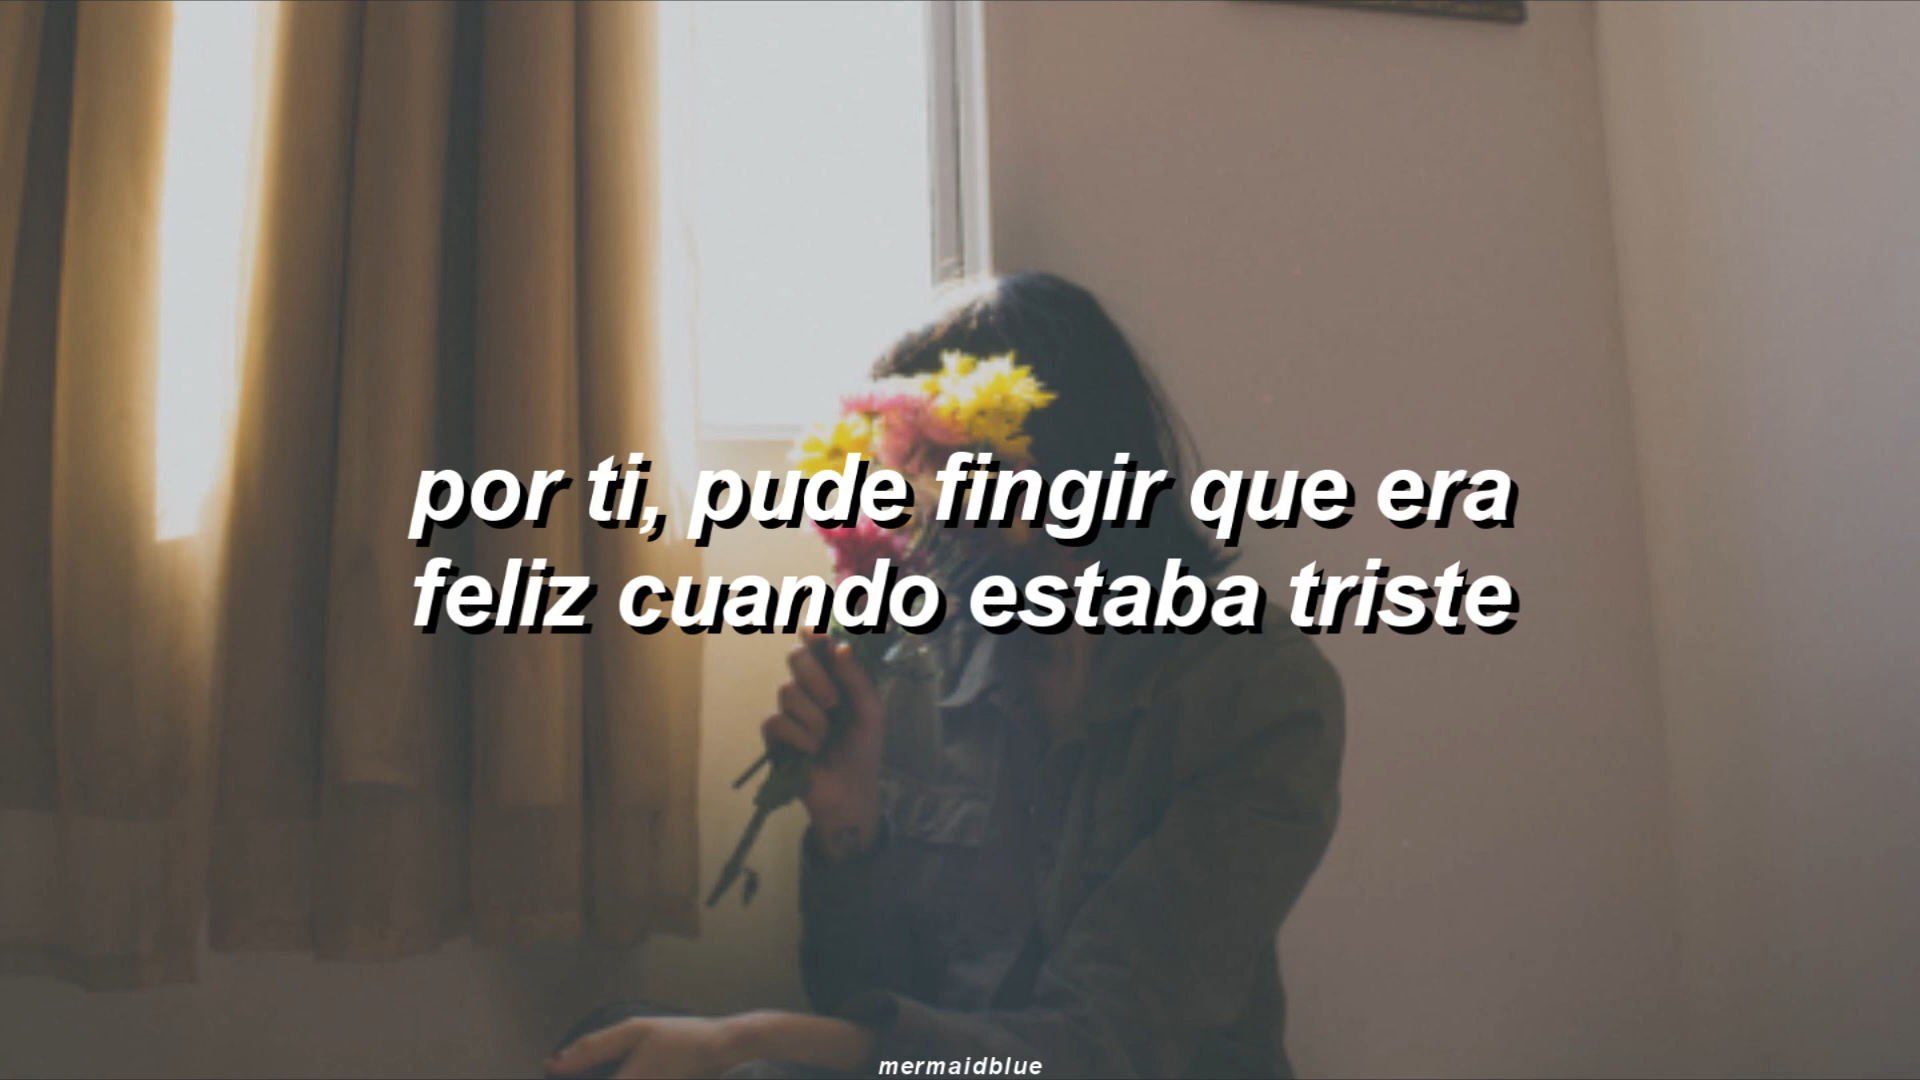 por ti, pude fingir que era
feliz cuando estaba triste
mermaidblue